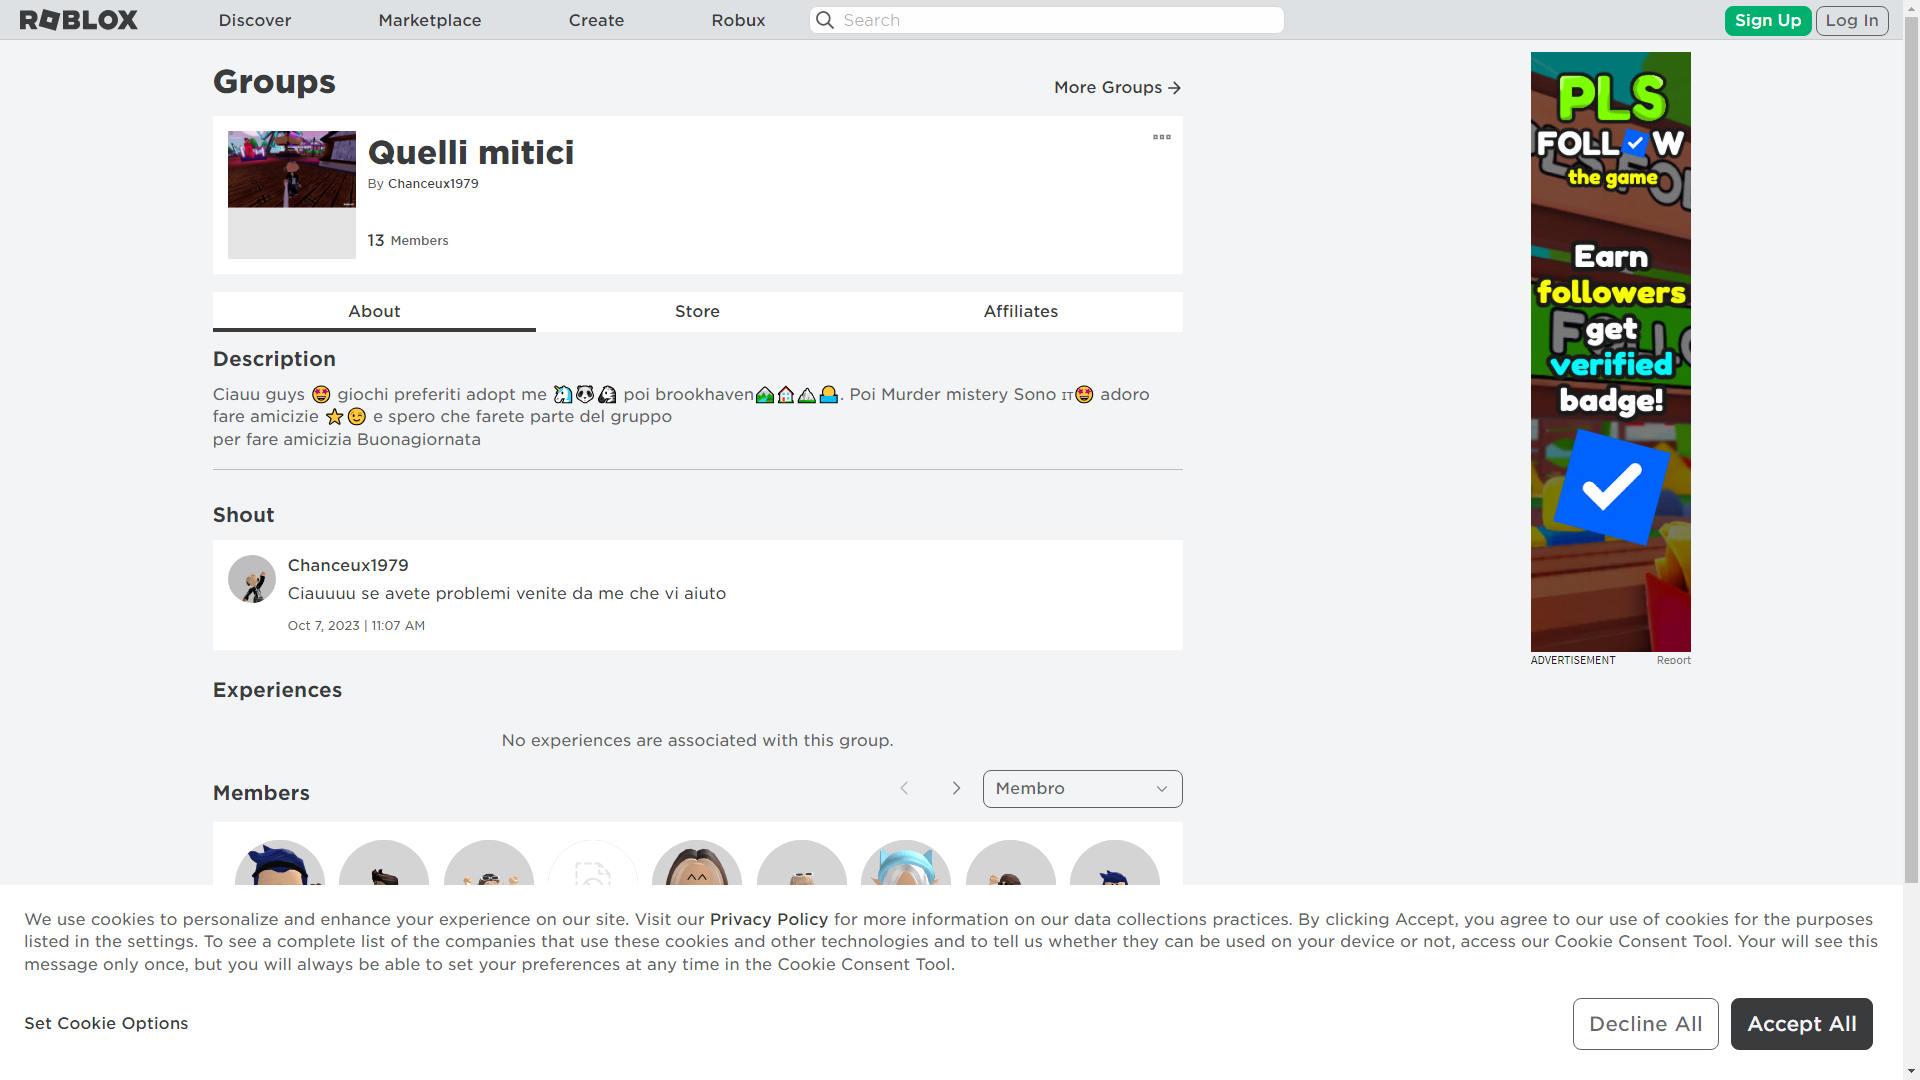 ROBLOX Discover Marketplace Create Robux Search Sign Up Log In
Groups
More Groups
Quelli mitici
By Chanceux1979
13 Members
About Store Affiliates
Description
Ciauu guys 🤩 giochi preferiti adopt me 🦄🐼🐴 poi brookhaven🏞🏠🏔🌅. Poi Murder mistery Sono IT🤩 adoro
fare amicizie ⭐😉 e spero che farete parte del gruppo
per fare amicizia Buonagiornata
Shout
Chanceux1979
Ciauuuu se avete problemi venite da me che vi aiuto
Oct 7, 2023 | 11:07 AM
Experiences
No experiences are associated with this group.
Members
Membro
PLS
FOLLOW
the game
Earn
followers
get
verified
badge!
ADVERTISEMENT Report
We use cookies to personalize and enhance your experience on our site. Visit our Privacy Policy for more information on our data collections practices. By clicking Accept, you agree to our use of cookies for the purposes
listed in the settings. To see a complete list of the companies that use these cookies and other technologies and to tell us whether they can be used on your device or not, access our Cookie Consent Tool. Your will see this
message only once, but you will always be able to set your preferences at any time in the Cookie Consent Tool.
Set Cookie Options
Decline All
Accept All